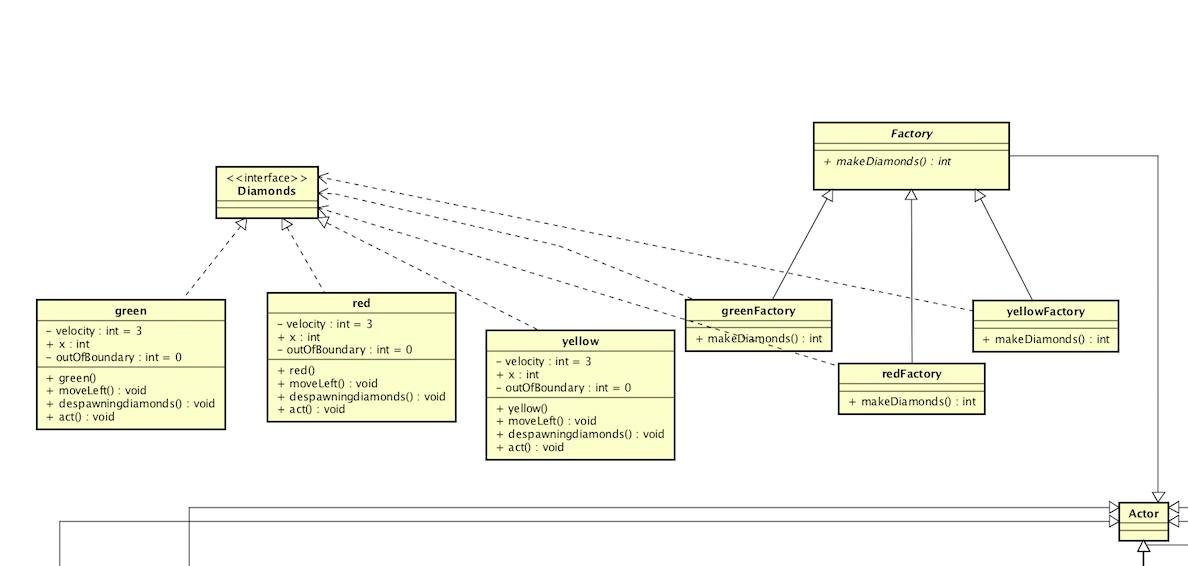 Factory
+ makeDiamonds() : int
<<interface>>
Diamonds
green
– velocity : int = 3
+ x : int
– outOfBoundary : int = 0
+ green()
+ moveLeft() : void
+ despawningdiamonds() : void
+ act() : void
red
– velocity : int = 3
+ x : int
– outOfBoundary : int = 0
+ red()
+ moveLeft() : void
+ despawningdiamonds() : void
+ act() : void
yellow
– velocity : int = 3
+ x : int
– outOfBoundary : int = 0
+ yellow()
+ moveLeft() : void
+ despawningdiamonds() : void
+ act() : void
greenFactory
+ makeDiamonds() : int
redFactory
+ makeDiamonds() : int
yellowFactory
+ makeDiamonds() : int
Actor